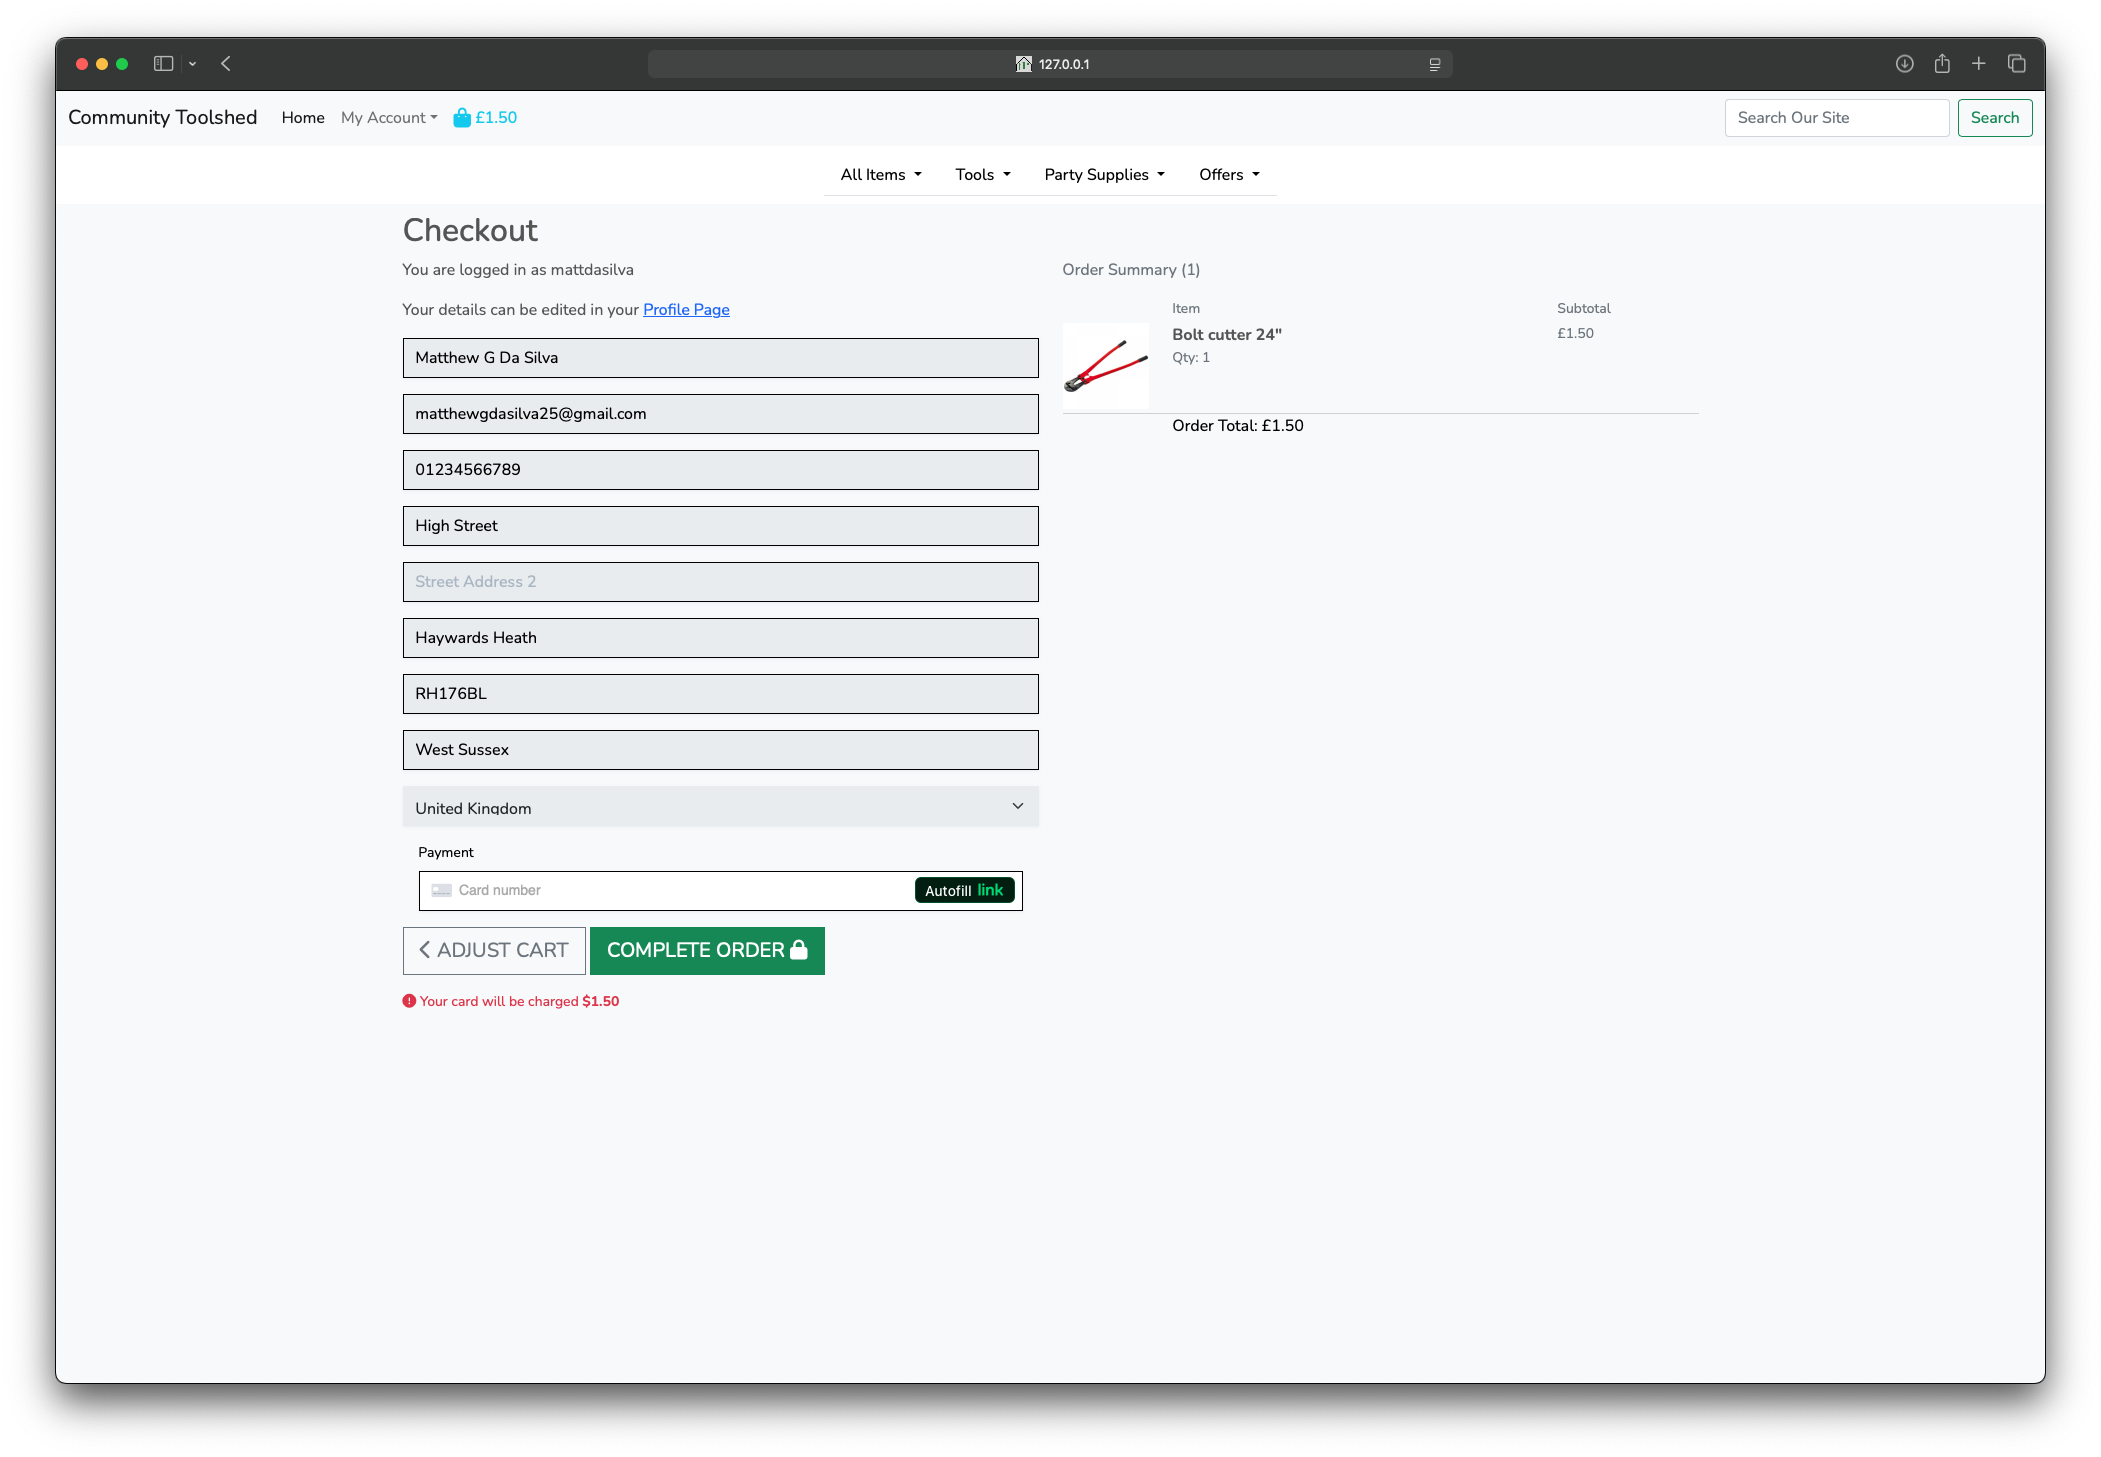 127.0.0.1
Community Toolshed Home My Account £1.50 Search Our Site Search
All Items Tools Party Supplies Offers
Checkout
You are logged in as mattdasilva
Your details can be edited in your Profile Page
Matthew G Da Silva
matthewgdasilva25@gmail.com
01234566789
High Street
Street Address 2
Haywards Heath
RH176BL
West Sussex
United Kingdom
Payment
Card number Autofill link
ADJUST CART COMPLETE ORDER
Your card will be charged $1.50
Order Summary (1)
Item Subtotal
Bolt cutter 24" £1.50
Qty: 1
Order Total: £1.50